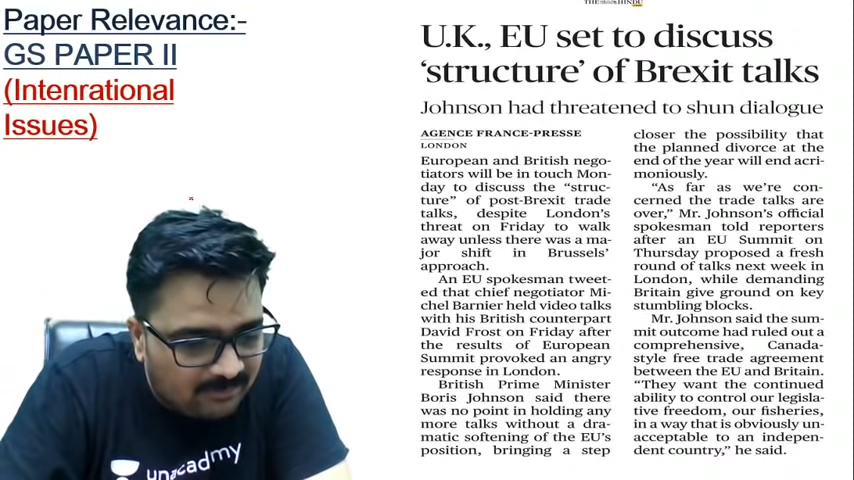 Paper Relevance:-
GS PAPER II
(Intenrational
Issues)
THE HINDU
U.K., EU set to discuss
‘structure’ of Brexit talks
Johnson had threatened to shun dialogue
AGENCE FRANCE-PRESSE
LONDON
European and British nego-
tiators will be in touch Mon-
day to discuss the “struc-
ture” of post-Brexit trade
talks, despite London’s
threat on Friday to walk
away unless there was a ma-
jor shift in Brussels’
approach.
An EU spokesman tweet-
ed that chief negotiator Mi-
chel Barnier held video talks
with his British counterpart
David Frost on Friday after
the results of European
Summit provoked an angry
response in London.
British Prime Minister
Boris Johnson said there
was no point in holding any
more talks without a dra-
matic softening of the EU’s
position, bringing a step
closer the possibility that
the planned divorce at the
end of the year will end acri-
moniously.
“As far as we’re con-
cerned the trade talks are
over,” Mr. Johnson’s official
spokesman told reporters
after an EU Summit on
Thursday proposed a fresh
round of talks next week in
London, while demanding
Britain give ground on key
stumbling blocks.
Mr. Johnson said the sum-
mit outcome had ruled out a
comprehensive, Canada-
style free trade agreement
between the EU and Britain.
“They want the continued
ability to control our legisla-
tive freedom, our fisheries,
in a way that is obviously un-
acceptable to an indepen-
dent country,” he said.
unacademy